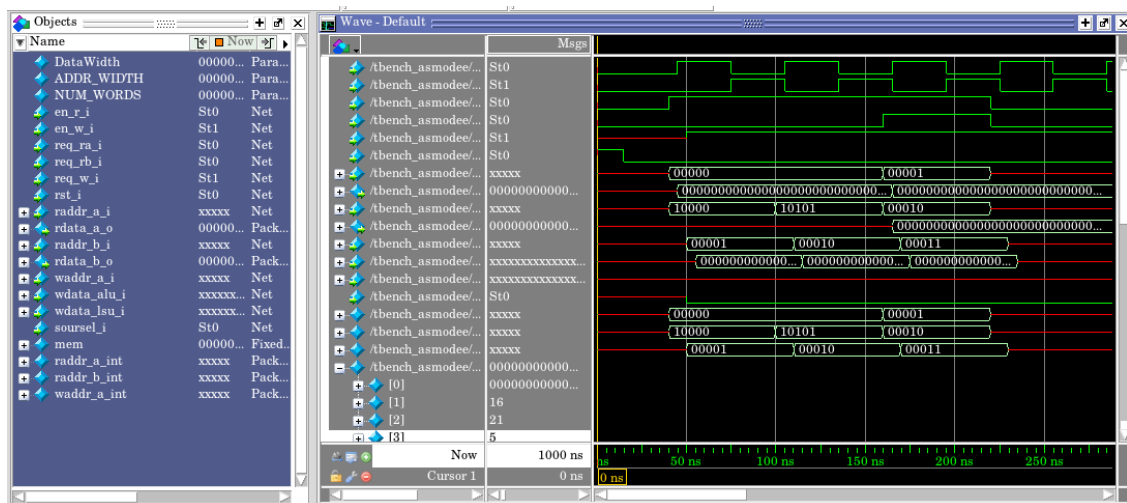 Objects
Name Now
DataWidth 00000... Para...
ADDR_WIDTH 00000... Para...
NUM_WORDS 00000... Para...
en_r_i St0 Net
en_w_i St1 Net
req_ra_i St0 Net
req_rb_i St0 Net
req_w_i St1 Net
rst_i St0 Net
raddr_a_i xxxxx Net
rdata_a_o 00000... Pack...
raddr_b_i xxxxx Net
rdata_b_o 00000... Pack...
waddr_a_i xxxxx Net
wdata_alu_i xxxxxx... Net
wdata_lsu_i xxxxxx... Net
soursel_i St0 Net
mem 00000... Fixed...
raddr_a_int xxxxx Pack...
raddr_b_int xxxxx Pack...
waddr_a_int xxxxx Pack...
Wave - Default
Msgs
/tbench_asmodee/... St0
/tbench_asmodee/... St1
/tbench_asmodee/... St0
/tbench_asmodee/... St0
/tbench_asmodee/... St1
/tbench_asmodee/... St0
/tbench_asmodee/... xxxxx 00000 00001
/tbench_asmodee/... 00000000000... 
/tbench_asmodee/... xxxxx 10000 10101 00010
/tbench_asmodee/... 00000000000... 
/tbench_asmodee/... xxxxx 00001 00010 00011
/tbench_asmodee/... xxxxxxxxxxxxxx... 000000000000... 000000000000... 000000000000...
/tbench_asmodee/... xxxxxxxxxxxxxx...
/tbench_asmodee/... St0
/tbench_asmodee/... xxxxx 00000 00001
/tbench_asmodee/... xxxxx 10000 10101 00010
/tbench_asmodee/... xxxxx 00001 00010 00011
/tbench_asmodee/... 00000000000...
[0] 00000000000...
[1] 16
[2] 21
[3] 5
Now 1000 ns ns 50 ns 100 ns 150 ns 200 ns 250 ns
Cursor 1 0 ns 0 ns